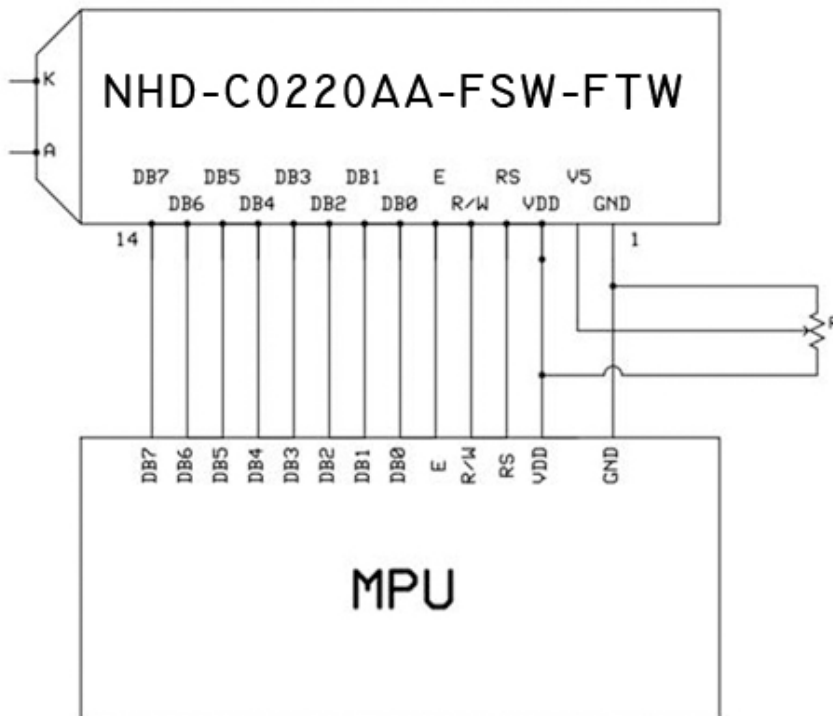 K
NHD-C0220AA-FSW-FTW
A
DB7 DB5 DB3 DB1 E RS V5
DB6 DB4 DB2 DB0 R/W VDD GND
14 1
R
DB7 DB6 DB5 DB4 DB3 DB2 DB1 DB0 E R/W RS VDD GND
MPU